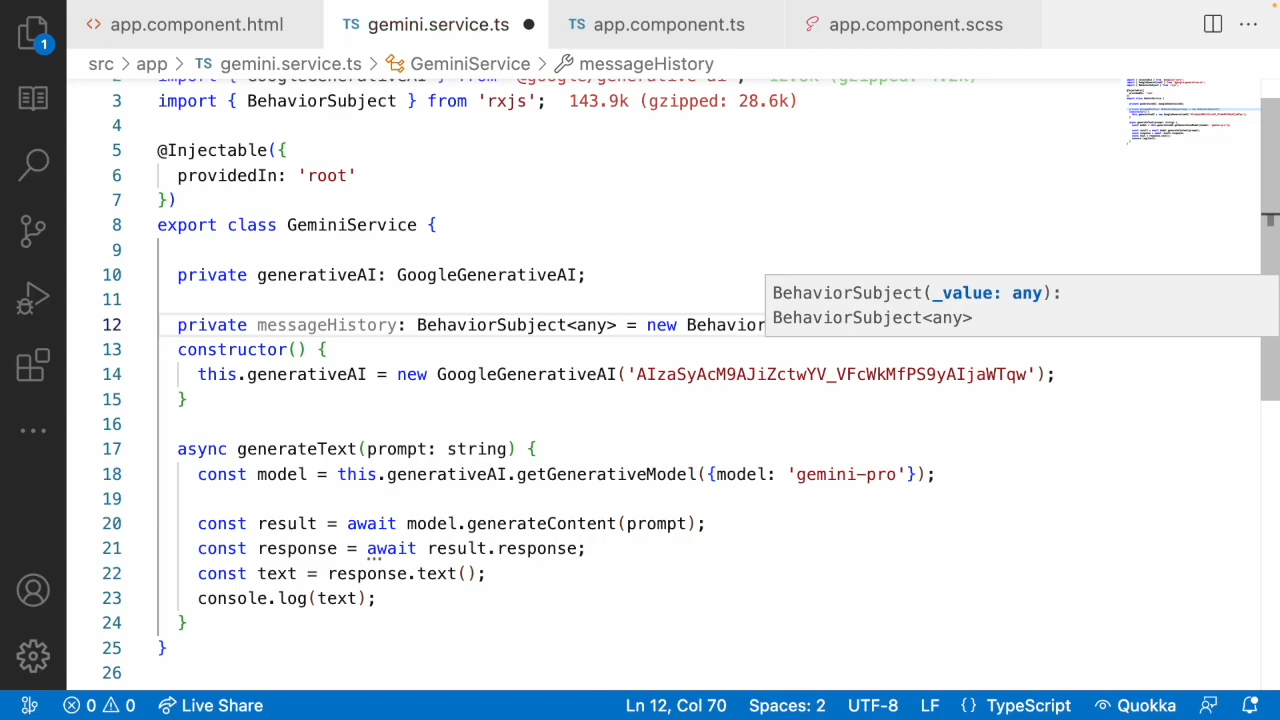 app.component.html TS gemini.service.ts TS app.component.ts app.component.scss
1
src > app > TS gemini.service.ts > GeminiService > messageHistory
3 import { BehaviorSubject } from 'rxjs'; 143.9k (gzipped: 28.6k)
4
5 @Injectable({
6 providedIn: 'root'
7 })
8 export class GeminiService {
9
10 private generativeAI: GoogleGenerativeAI;
11
BehaviorSubject(_value: any):
BehaviorSubject<any>
12 private messageHistory: BehaviorSubject<any> = new Behavior
13 constructor() {
14 this.generativeAI = new GoogleGenerativeAI('AIzaSyAcM9AJiZctwYV_VFcWkMfPS9yAIjaWTqw');
15 }
16
17 async generateText(prompt: string) {
18 const model = this.generativeAI.getGenerativeModel({model: 'gemini-pro'});
19
20 const result = await model.generateContent(prompt);
21 const response = await result.response;
22 const text = response.text();
23 console.log(text);
24 }
25 }
26
0 0 Live Share Ln 12, Col 70 Spaces: 2 UTF-8 LF {} TypeScript Quokka